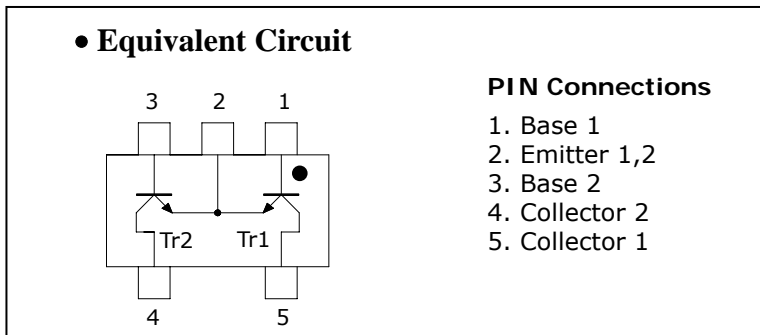 • Equivalent Circuit
3 2 1
Tr2 Tr1
4 5
PIN Connections
1. Base 1
2. Emitter 1,2
3. Base 2
4. Collector 2
5. Collector 1